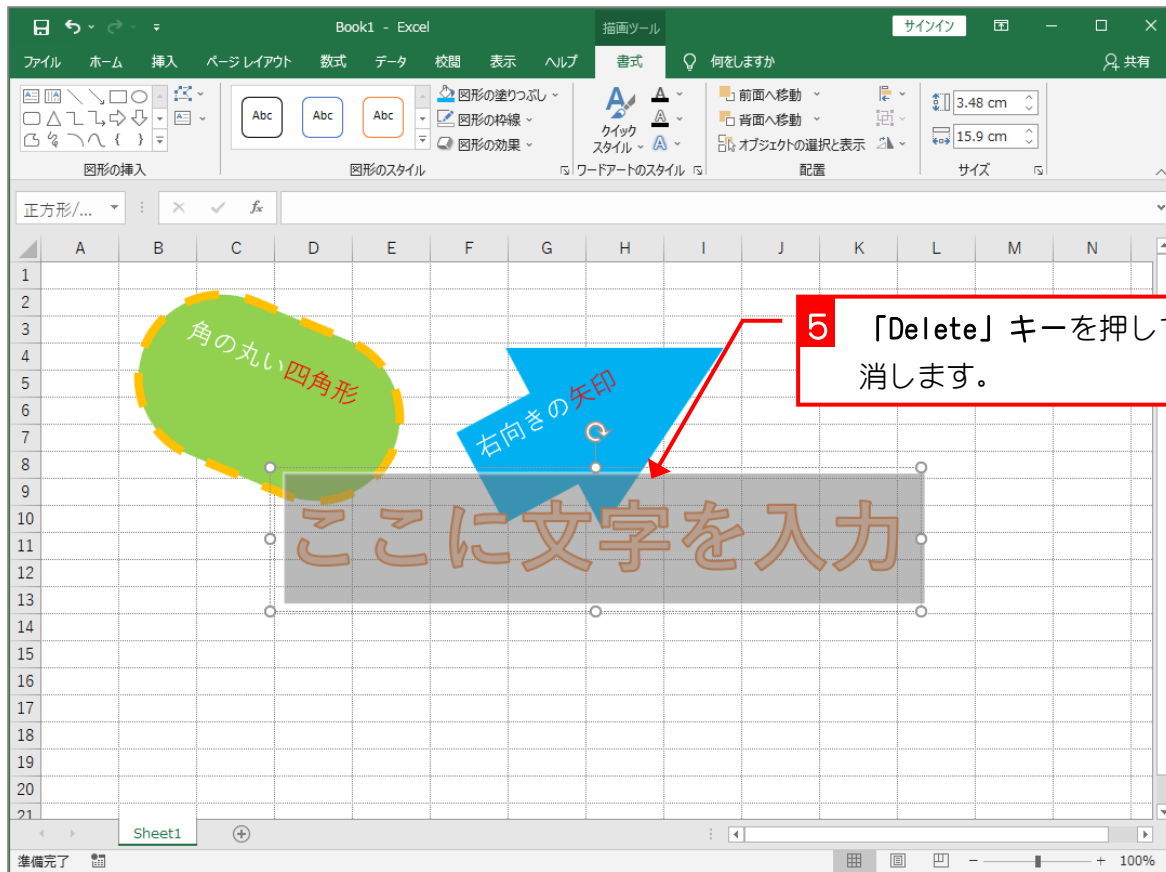 Book1 - Excel
描画ツール
サインイン
ファイル ホーム 挿入 ページ レイアウト 数式 データ 校閲 表示 ヘルプ 書式 何をしますか 共有
Abc Abc Abc
図形の塗りつぶし
図形の枠線
図形の効果
クイック
スタイル
前面へ移動
背面へ移動
オブジェクトの選択と表示
3.48 cm
15.9 cm
図形の挿入 図形のスタイル ワードアートのスタイル 配置 サイズ
正方形/... fx
A B C D E F G H I J K L M N
1
2
3
4
5
6
7
8
9
10
11
12
13
14
15
16
17
18
19
20
21
角の丸い四角形
右向きの矢印
5 「Delete」キーを押して
消します。
ここに文字を入力
Sheet1
準備完了
100%